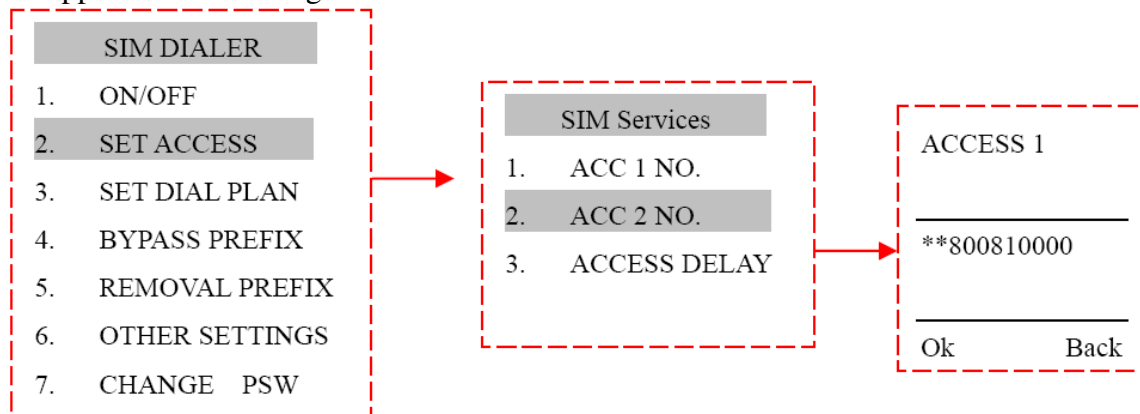 SIM DIALER
1. ON/OFF
2. SET ACCESS
3. SET DIAL PLAN
4. BYPASS PREFIX
5. REMOVAL PREFIX
6. OTHER SETTINGS
7. CHANGE PSW
SIM Services
1. ACC 1 NO.
2. ACC 2 NO.
3. ACCESS DELAY
ACCESS 1
**800810000
Ok Back